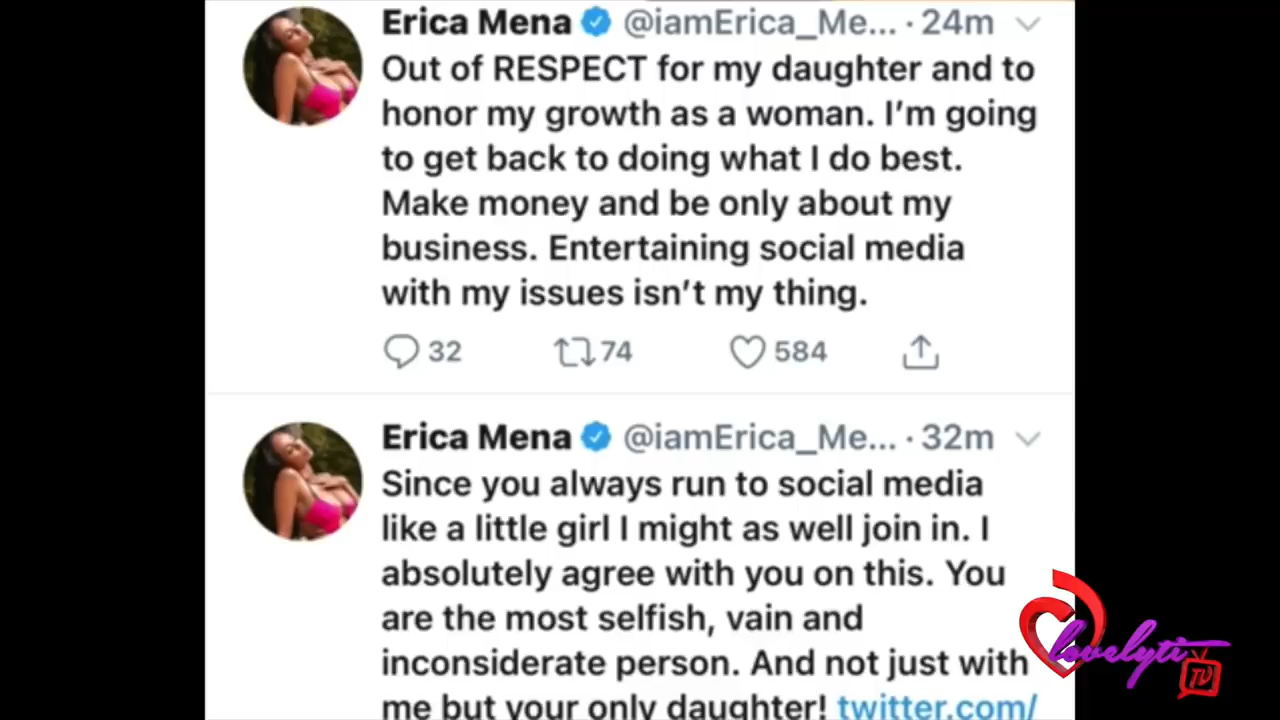 Erica Mena @iamErica_Me... · 24m
Out of RESPECT for my daughter and to
honor my growth as a woman. I’m going
to get back to doing what I do best.
Make money and be only about my
business. Entertaining social media
with my issues isn’t my thing.
32 74 584
Erica Mena @iamErica_Me... · 32m
Since you always run to social media
like a little girl I might as well join in. I
absolutely agree with you on this. You
are the most selfish, vain and
inconsiderate person. And not just with
me but your only daughter! twitter.com/
lovelyti
TV